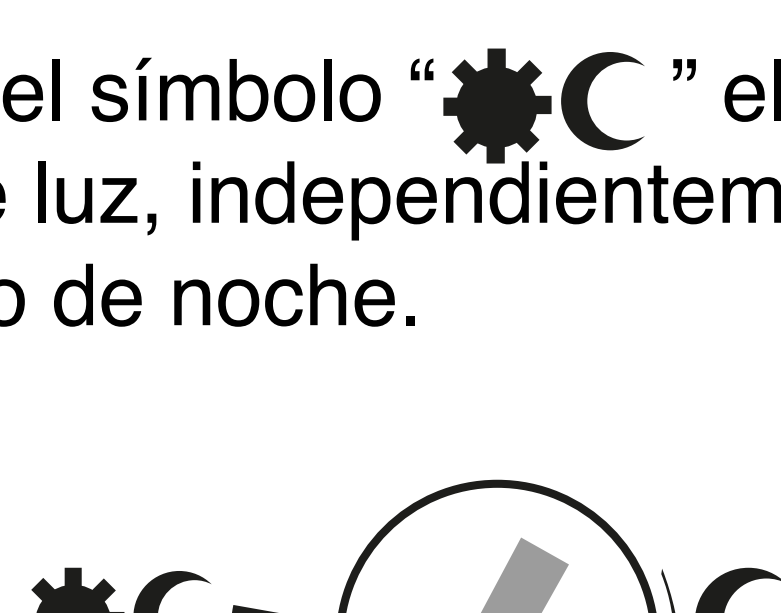 el símbolo “ ” el
luz, independientem
de noche.